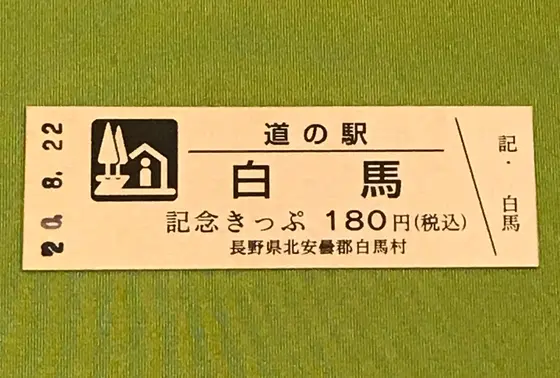 8.22
道の駅
白馬
記念きっぷ 180円(税込)
長野県北安曇郡白馬村
記・白馬